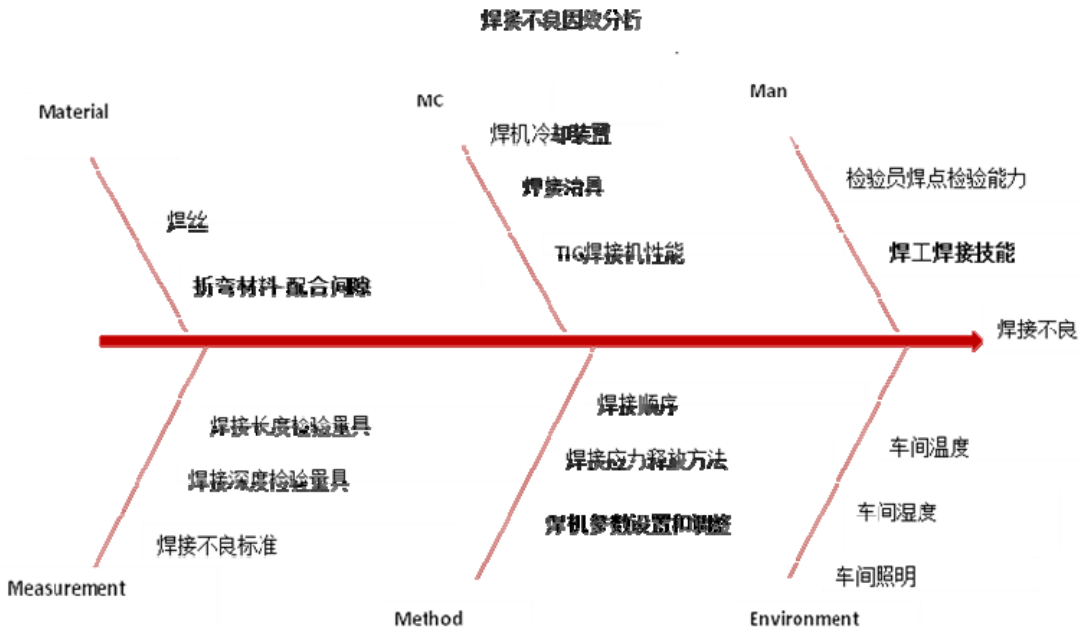 焊接不良因效分析
Material
MC
Man
焊机冷却装置
焊接治具
TIG焊接机性能
检验员焊点检验能力
焊工焊接技能
焊丝
折弯材料-配合间隙
焊接不良
焊接长度检验量具
焊接深度检验量具
焊接不良标准
焊接顺序
焊接应力释放方法
焊机参数设置和调整
车间温度
车间湿度
车间照明
Measurement
Method
Environment